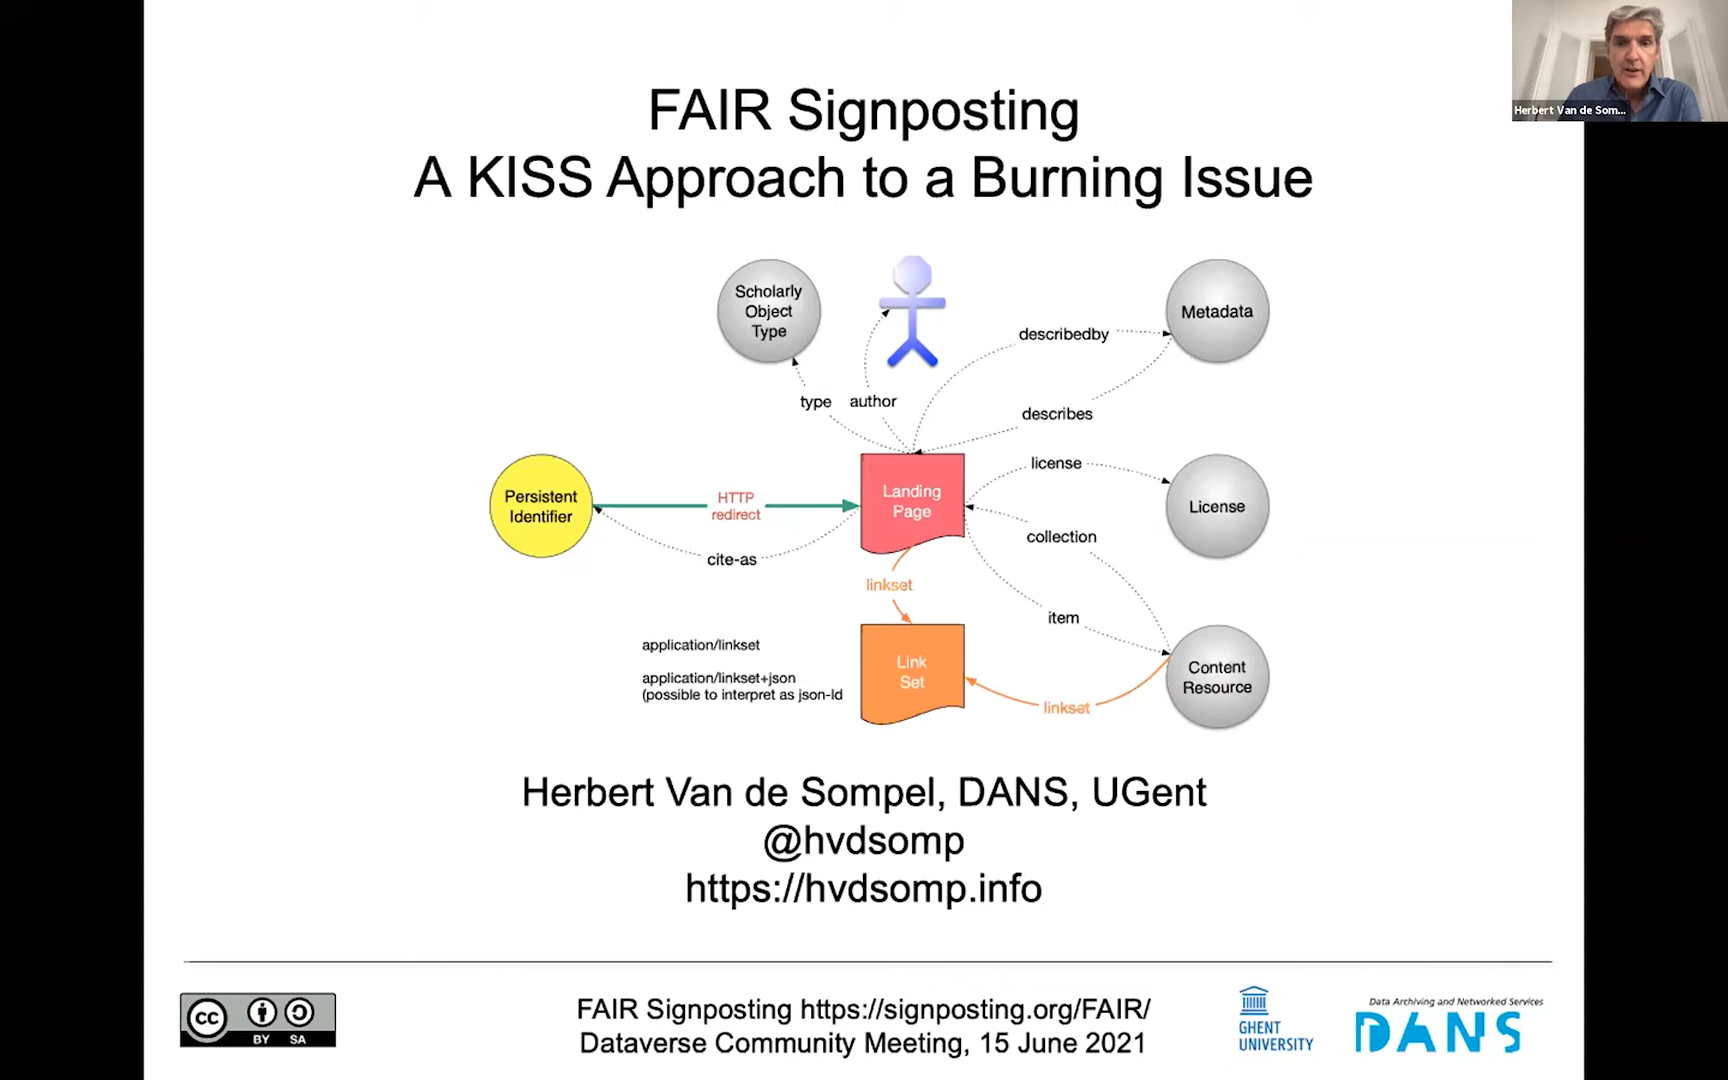 Herbert Van de Som...
FAIR Signposting
A KISS Approach to a Burning Issue
Scholarly
Object
Type
Metadata
describedby
type
author
describes
Persistent
Identifier
HTTP
redirect
cite-as
Landing
Page
license
License
collection
linkset
item
application/linkset
application/linkset+json
(possible to interpret as json-ld
Link
Set
Content
Resource
linkset
Herbert Van de Sompel, DANS, UGent
@hvdsomp
https://hvdsomp.info
cc
BY SA
FAIR Signposting https://signposting.org/FAIR/
Dataverse Community Meeting, 15 June 2021
GHENT
UNIVERSITY
Data Archiving and Networked Services
DANS